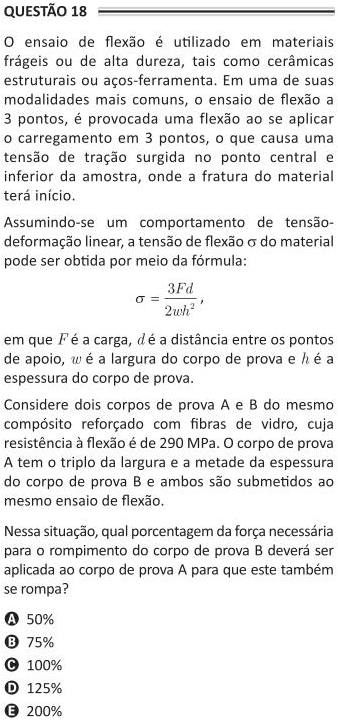 QUESTÃO 18
O ensaio de flexão é utilizado em materiais
frágeis ou de alta dureza, tais como cerâmicas
estruturais ou aços-ferramenta. Em uma de suas
modalidades mais comuns, o ensaio de flexão a
3 pontos, é provocada uma flexão ao se aplicar
o carregamento em 3 pontos, o que causa uma
tensão de tração surgida no ponto central e
inferior da amostra, onde a fratura do material
terá início.
Assumindo-se um comportamento de tensão-
deformação linear, a tensão de flexão σ do material
pode ser obtida por meio da fórmula:
σ = 3Fd / 2wh²,
em que F é a carga, d é a distância entre os pontos
de apoio, w é a largura do corpo de prova e h é a
espessura do corpo de prova.
Considere dois corpos de prova A e B do mesmo
compósito reforçado com fibras de vidro, cuja
resistência à flexão é de 290 MPa. O corpo de prova
A tem o triplo da largura e a metade da espessura
do corpo de prova B e ambos são submetidos ao
mesmo ensaio de flexão.
Nessa situação, qual porcentagem da força necessária
para o rompimento do corpo de prova B deverá ser
aplicada ao corpo de prova A para que este também
se rompa?
A 50%
B 75%
C 100%
D 125%
E 200%